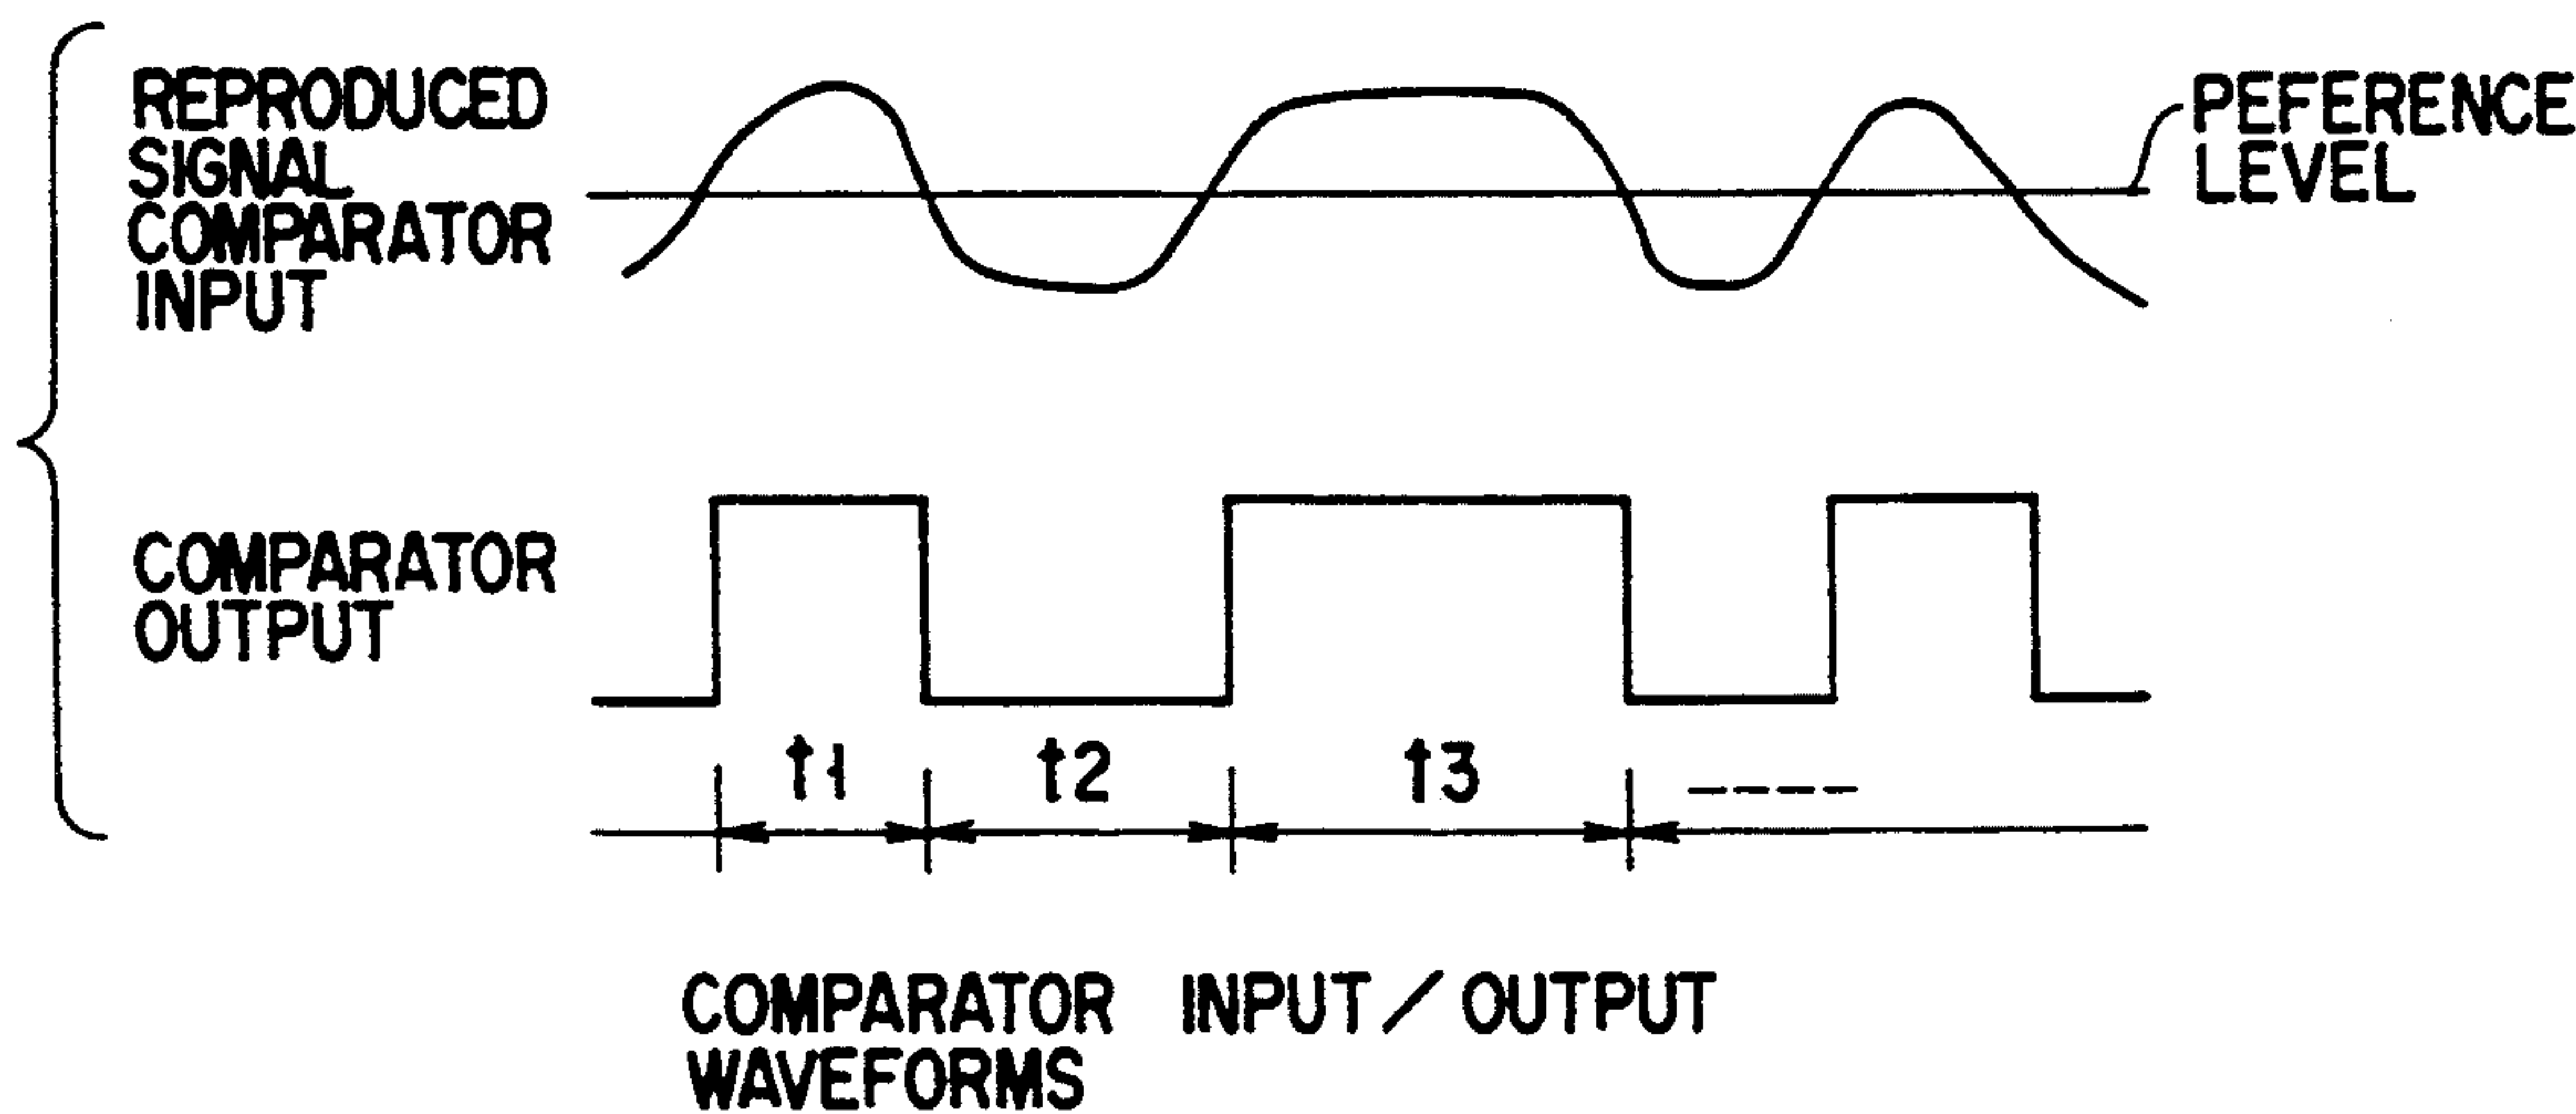 REPRODUCED
SIGNAL
COMPARATOR
INPUT
PEFERENCE
LEVEL
COMPARATOR
OUTPUT
t1
t2
t3
COMPARATOR INPUT / OUTPUT
WAVEFORMS